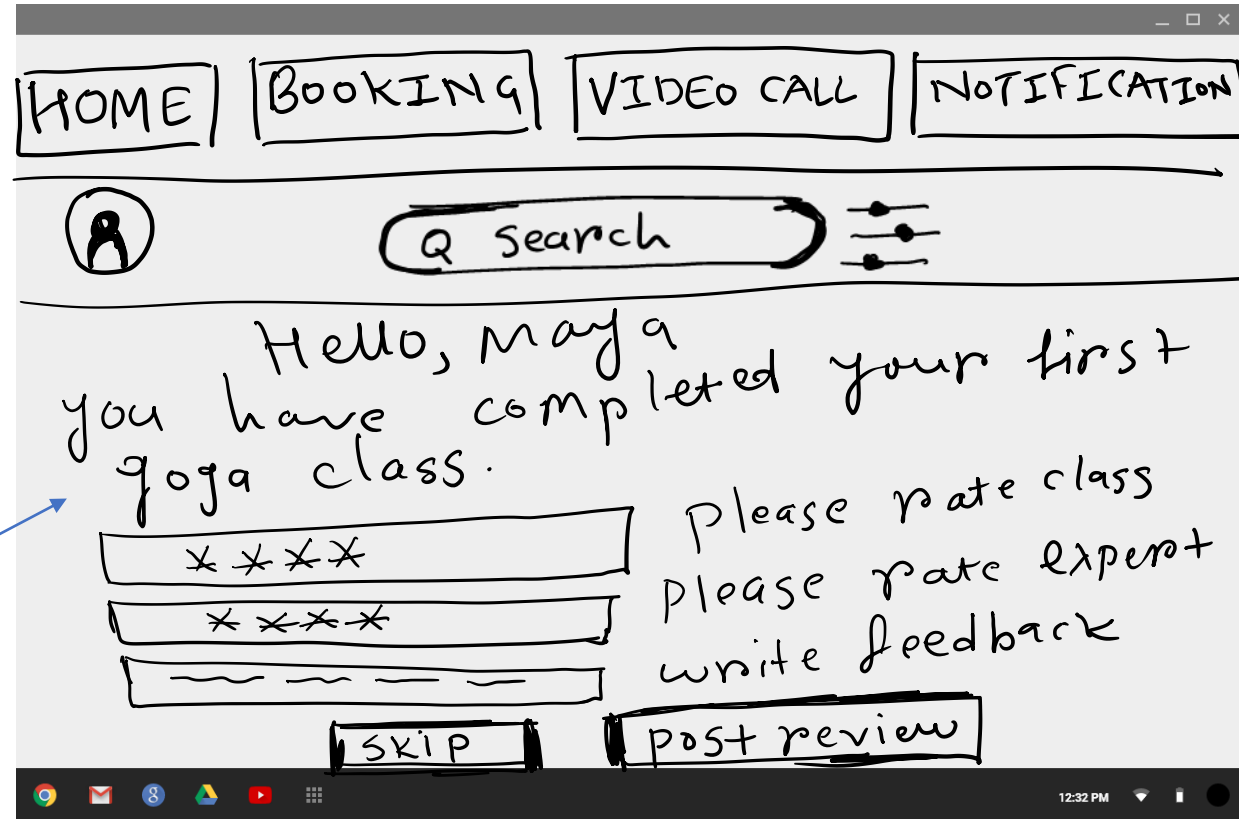 HOME BOOKING VIDEO CALL NOTIFICATION
Q search
Hello, Maya
you have completed your first
yoga class.
**** please rate class
**** please rate expert
write feedback
skip post review
12:32 PM